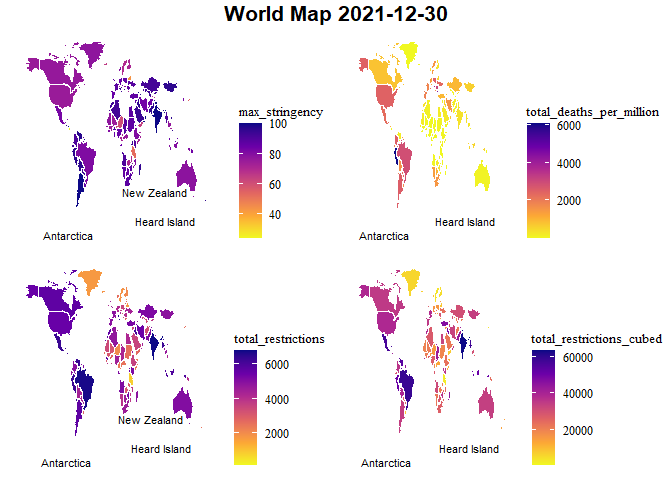 World Map 2021-12-30
max_stringency
100
80
60
40
New Zealand
Heard Island
Antarctica
total_deaths_per_million
6000
4000
2000
Heard Island
Antarctica
total_restrictions
6000
4000
2000
New Zealand
Heard Island
Antarctica
total_restrictions_cubed
60000
40000
20000
Heard Island
Antarctica